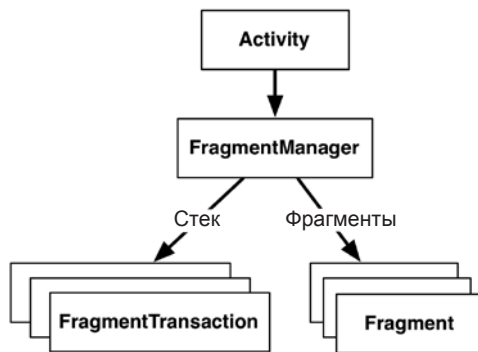 Activity
FragmentManager
Стек
Фрагменты
FragmentTransaction
Fragment